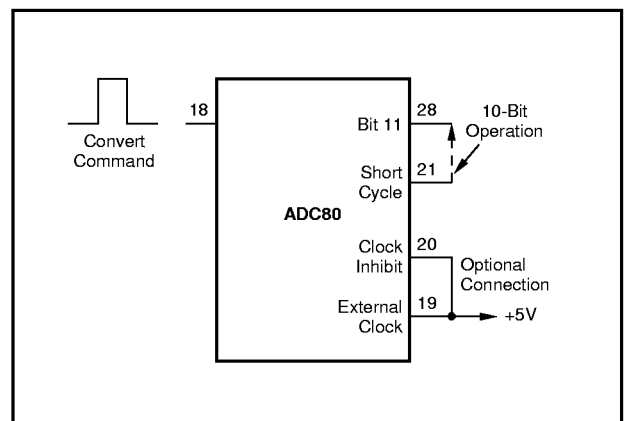 18
Convert
Command
ADC80
Bit 11
28
10-Bit
Operation
Short
Cycle
21
Clock
Inhibit
20
Optional
Connection
External
Clock
19
+5V